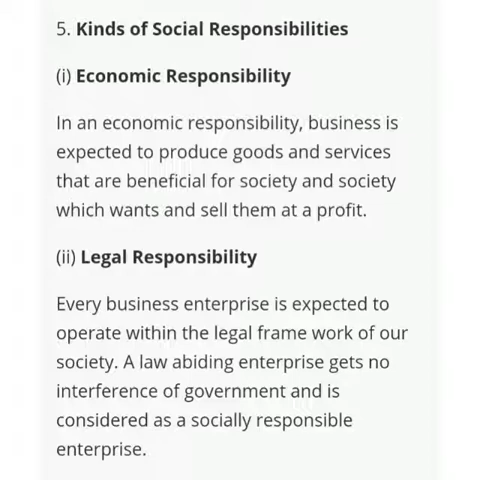 5. Kinds of Social Responsibilities
(i) Economic Responsibility
In an economic responsibility, business is
expected to produce goods and services
that are beneficial for society and society
which wants and sell them at a profit.
(ii) Legal Responsibility
Every business enterprise is expected to
operate within the legal frame work of our
society. A law abiding enterprise gets no
interference of government and is
considered as a socially responsible
enterprise.